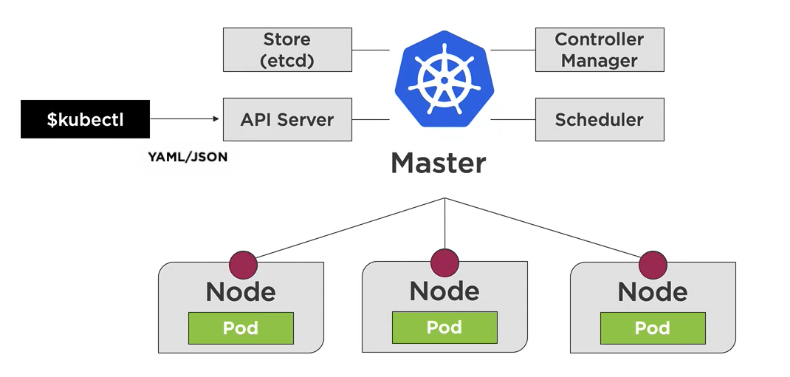 Store
(etcd)
Controller
Manager
$kubectl
API Server
Scheduler
YAML/JSON
Master
Node
Node
Node
Pod
Pod
Pod